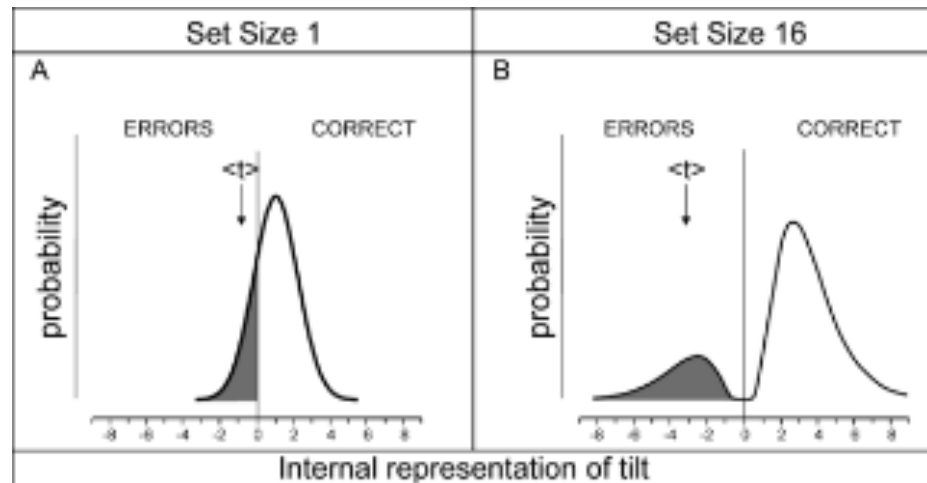 Set Size 1
Set Size 16
A
B
ERRORS
CORRECT
ERRORS
CORRECT
<t>
<t>
probability
probability
-8 -6 -4 -2 0 2 4 6 8
-8 -6 -4 -2 0 2 4 6 8
Internal representation of tilt